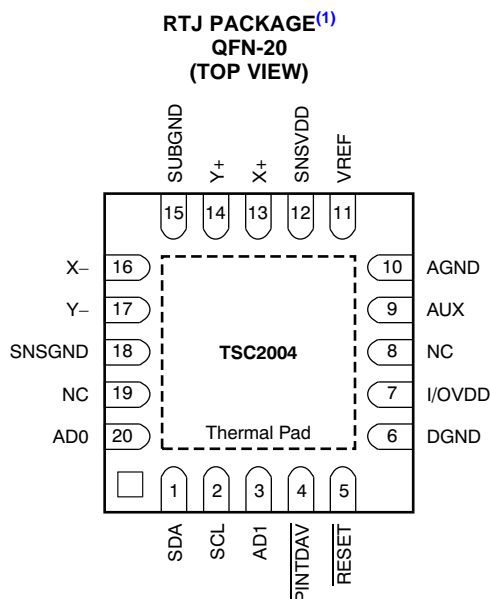 RTJ PACKAGE(1)
QFN-20
(TOP VIEW)
SUBGND
Y+
X+
SNSVDD
VREF
15 14 13 12 11
X– 16
10 AGND
Y– 17
9 AUX
SNSGND 18
TSC2004
8 NC
NC 19
7 I/OVDD
AD0 20
Thermal Pad
6 DGND
1 2 3 4 5
SDA
SCL
AD1
PINTDAV
RESET